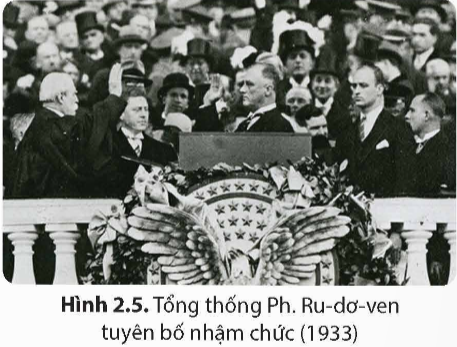 Hình 2.5. Tổng thống Ph. Ru-dơ-ven
tuyên bố nhậm chức (1933)